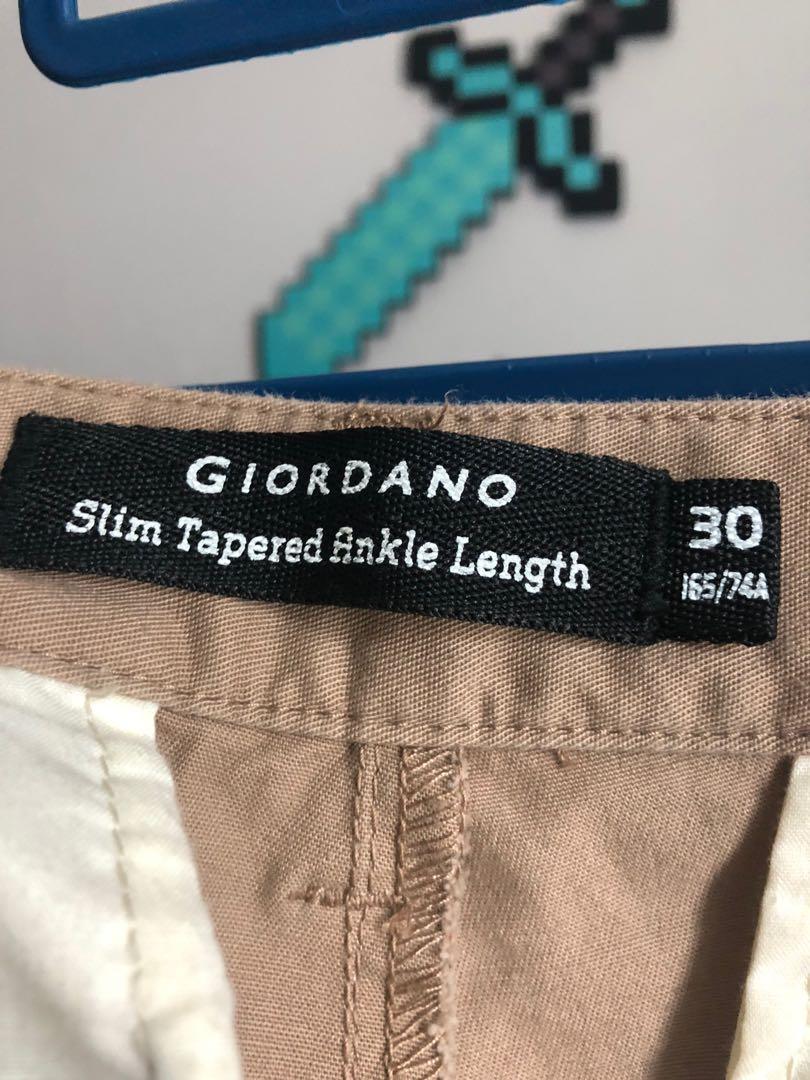 GIORDANO
Slim Tapered Ankle Length
30
165/74A